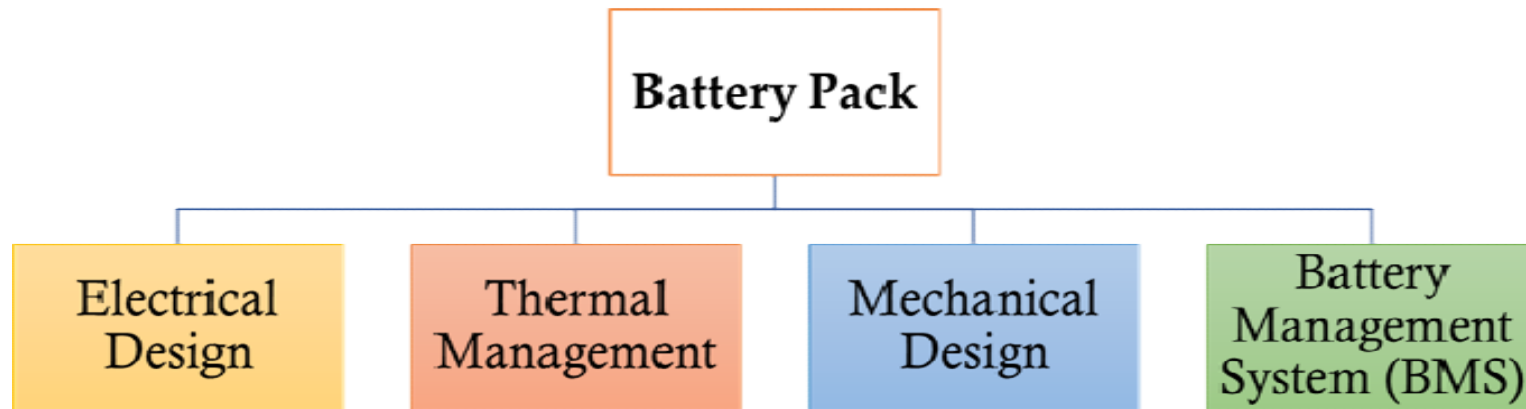 Battery Pack
Electrical
Design
Thermal
Management
Mechanical
Design
Battery
Management
System (BMS)